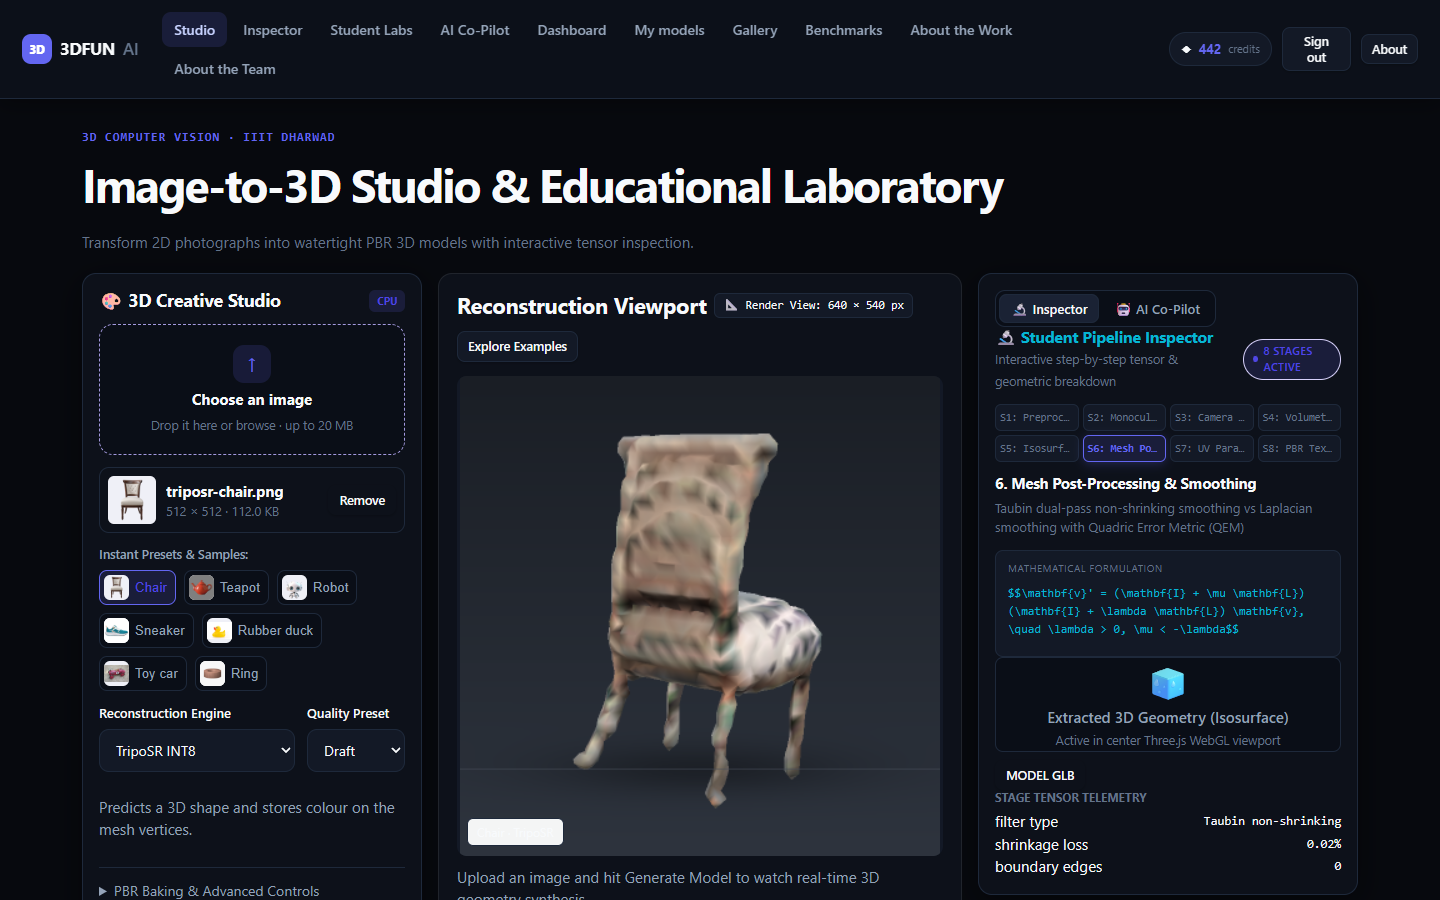 3D 3DFUN AI
Studio Inspector Student Labs AI Co-Pilot Dashboard My models Gallery Benchmarks About the Work
About the Team
442 credits
Sign out
About
3D COMPUTER VISION · IIIT DHARWAD
Image-to-3D Studio & Educational Laboratory
Transform 2D photographs into watertight PBR 3D models with interactive tensor inspection.
3D Creative Studio CPU
↑
Choose an image
Drop it here or browse · up to 20 MB
triposr-chair.png
512 × 512 · 112.0 KB
Remove
Instant Presets & Samples:
Chair Teapot Robot
Sneaker Rubber duck
Toy car Ring
Reconstruction Engine Quality Preset
TripoSR INT8 Draft
Predicts a 3D shape and stores colour on the
mesh vertices.
PBR Baking & Advanced Controls
Reconstruction Viewport Render View: 640 × 540 px
Explore Examples
Upload an image and hit Generate Model to watch real-time 3D
geometry synthesis.
Inspector AI Co-Pilot
Student Pipeline Inspector
Interactive step-by-step tensor &
geometric breakdown
8 STAGES
ACTIVE
S1: Preproc… S2: Monocul… S3: Camera … S4: Volumet…
S5: Isosurf… S6: Mesh Po… S7: UV Para… S8: PBR Tex…
6. Mesh Post-Processing & Smoothing
Taubin dual-pass non-shrinking smoothing vs Laplacian
smoothing with Quadric Error Metric (QEM)
MATHEMATICAL FORMULATION
$$\mathbf{v}' = (\mathbf{I} + \mu \mathbf{L})
(\mathbf{I} + \lambda \mathbf{L}) \mathbf{v},
\quad \lambda > 0, \mu < -\lambda$$
Extracted 3D Geometry (Isosurface)
Active in center Three.js WebGL viewport
MODEL GLB
STAGE TENSOR TELEMETRY
filter type Taubin non-shrinking
shrinkage loss 0.02%
boundary edges 0